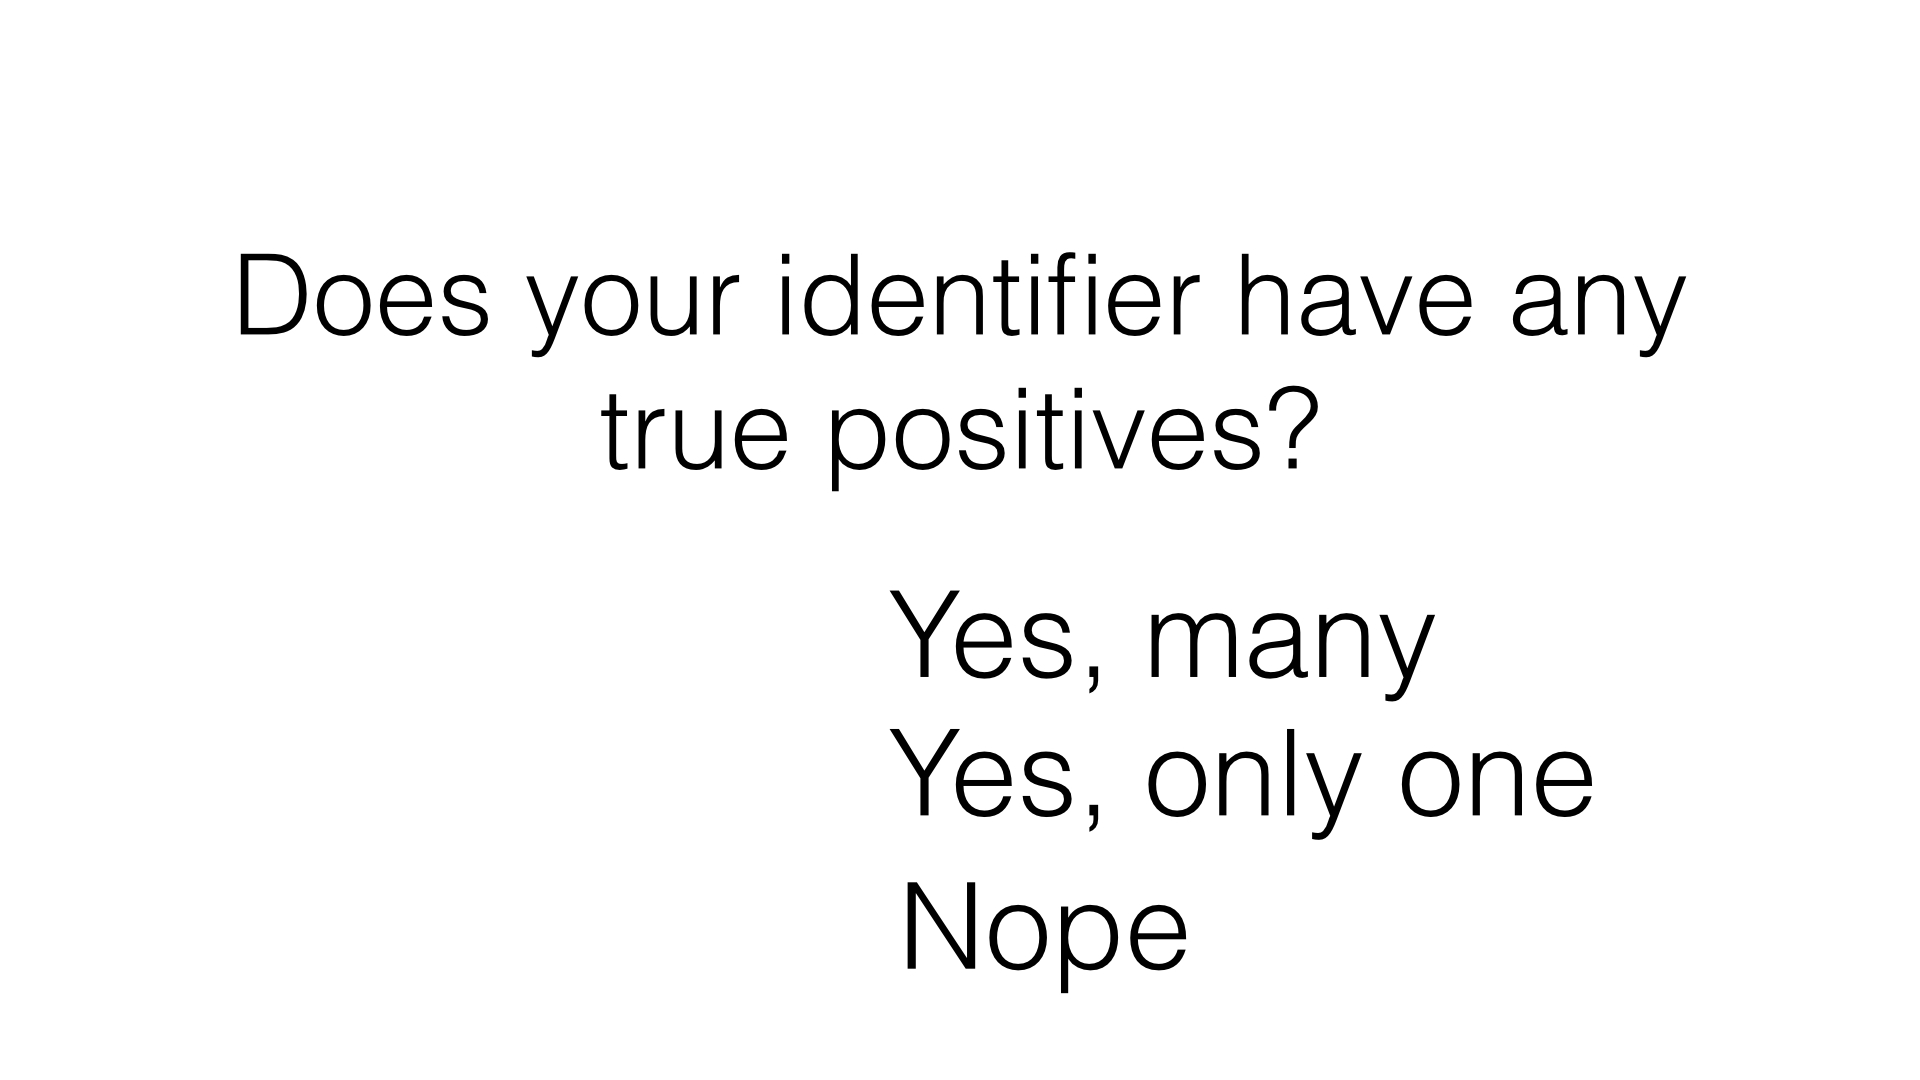 Does your identifier have any
true positives?
Yes, many
Yes, only one
Nope